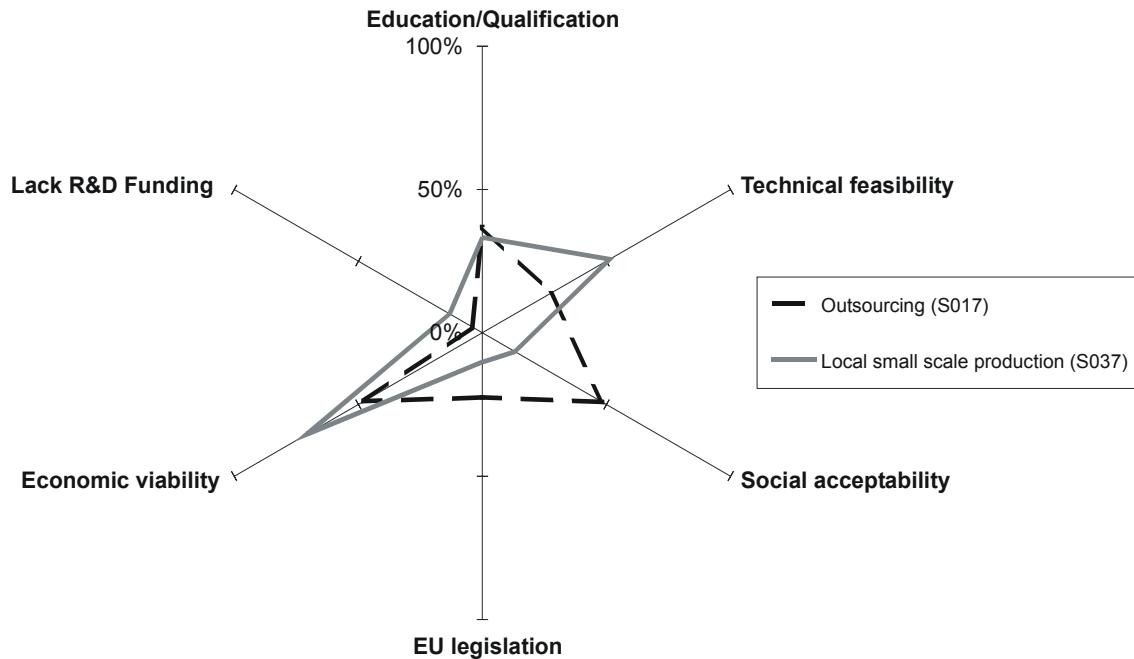 Education/Qualification
100%
Lack R&D Funding
50%
Technical feasibility
Outsourcing (S017)
0%
Local small scale production (S037)
Economic viability
Social acceptability
EU legislation